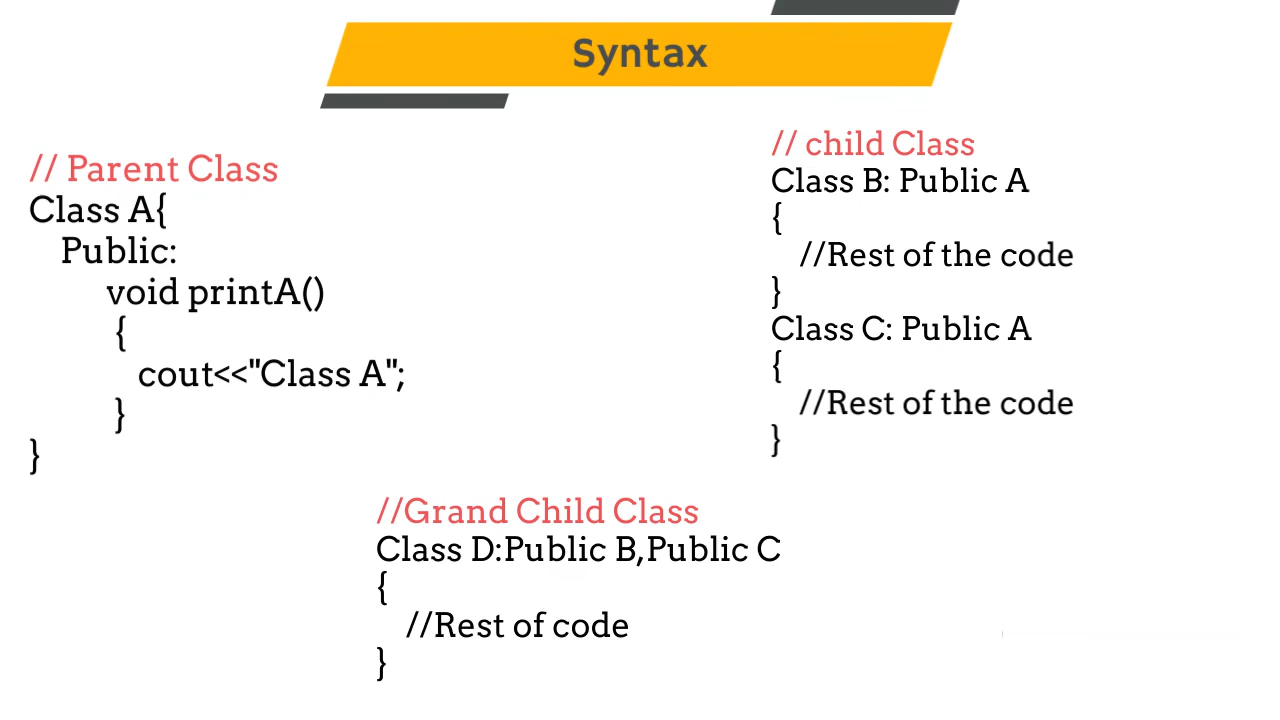 Syntax
// Parent Class
Class A{
Public:
void printA()
{
cout<<"Class A";
}
}
// child Class
Class B: Public A
{
//Rest of the code
}
Class C: Public A
{
//Rest of the code
}
//Grand Child Class
Class D:Public B,Public C
{
//Rest of code
}